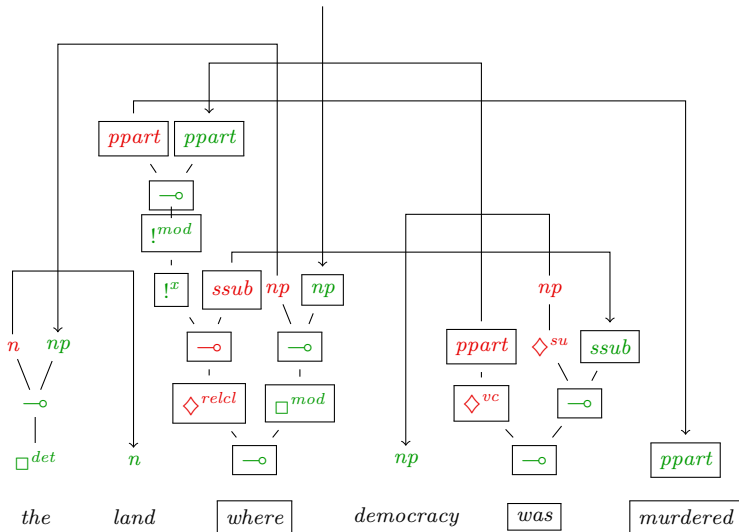 ppart ppart
⊸
!mod
!x ssub np np np
n np ⊸ ⊸ ppart ◇su ssub
⊸ ◇relcl □mod ◇vc ⊸
□det n ⊸ np ⊸ ppart
the land where democracy was murdered